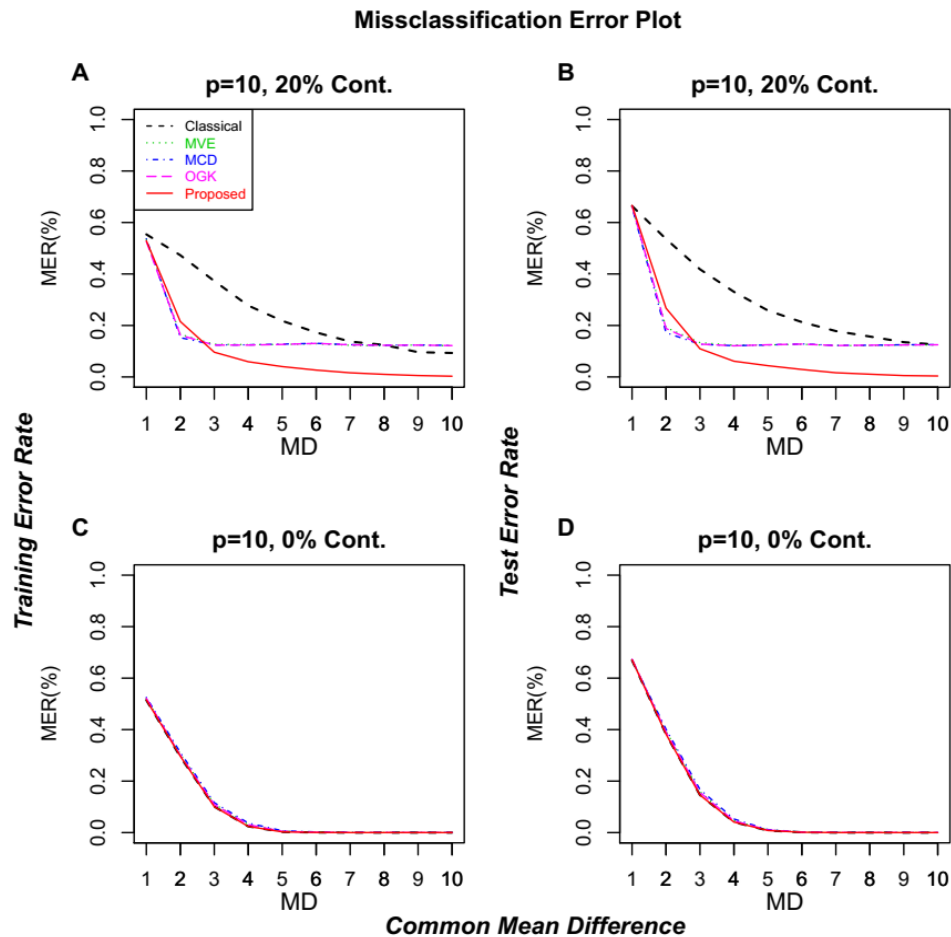 Missclassification Error Plot
A
p=10, 20% Cont.
MER(%)
1.0
0.8
0.6
0.4
0.2
0.0
Classical
MVE
MCD
OGK
Proposed
1 2 3 4 5 6 7 8 9 10
MD
B
p=10, 20% Cont.
MER(%)
1.0
0.8
0.6
0.4
0.2
0.0
1 2 3 4 5 6 7 8 9 10
MD
Training Error Rate
Test Error Rate
C
p=10, 0% Cont.
MER(%)
1.0
0.8
0.6
0.4
0.2
0.0
1 2 3 4 5 6 7 8 9 10
MD
D
p=10, 0% Cont.
MER(%)
1.0
0.8
0.6
0.4
0.2
0.0
1 2 3 4 5 6 7 8 9 10
MD
Common Mean Difference